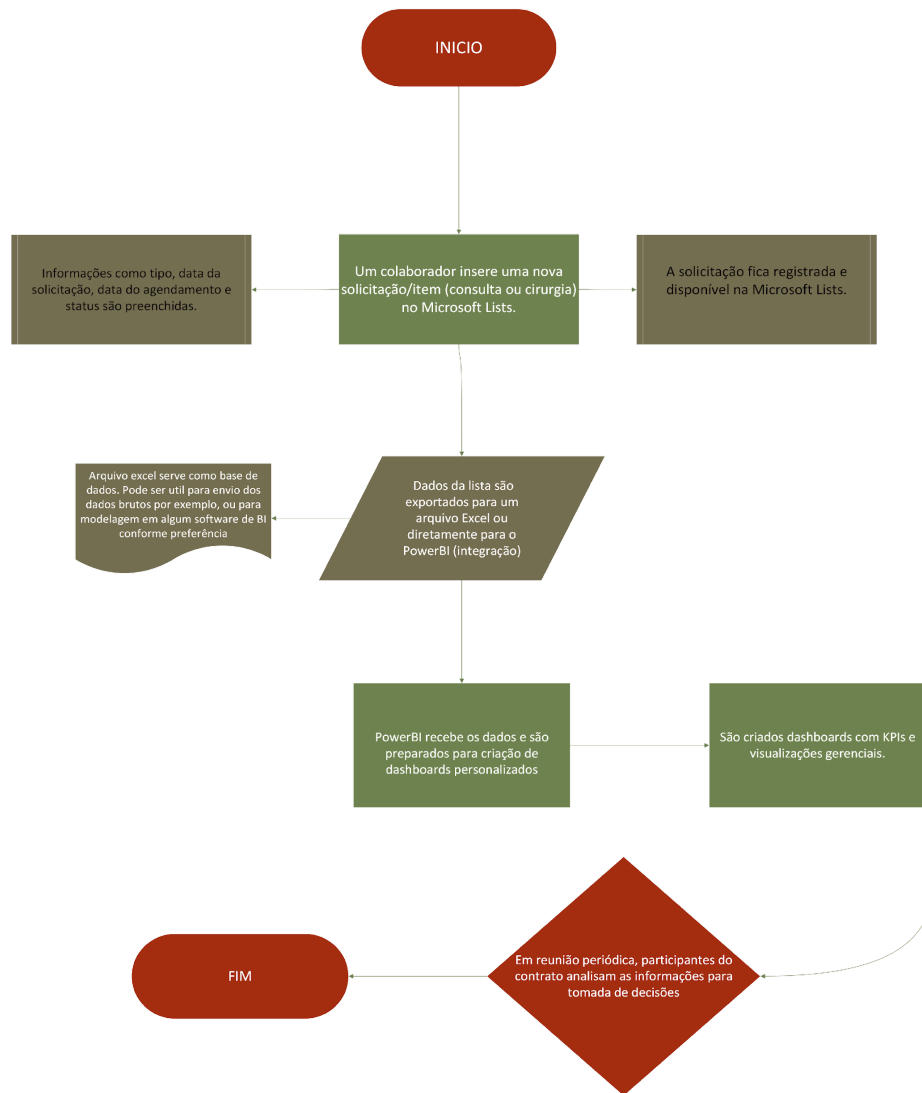 INICIO
Informações como tipo, data da
solicitação, data do agendamento e
status são preenchidas.
Um colaborador insere uma nova
solicitação/item (consulta ou cirurgia)
no Microsoft Lists.
A solicitação fica registrada e
disponível na Microsoft Lists.
Arquivo excel serve como base de
dados. Pode ser util para envio dos
dados brutos por exemplo, ou para
modelagem em algum software de BI
conforme preferência
Dados da lista são
exportados para um
arquivo Excel ou
diretamente para o
PowerBI (integração)
PowerBI recebe os dados e são
preparados para criação de
dashboards personalizados
São criados dashboards com KPIs e
visualizações gerenciais.
Em reunião periódica, participantes do
contrato analisam as informações para
tomada de decisões
FIM